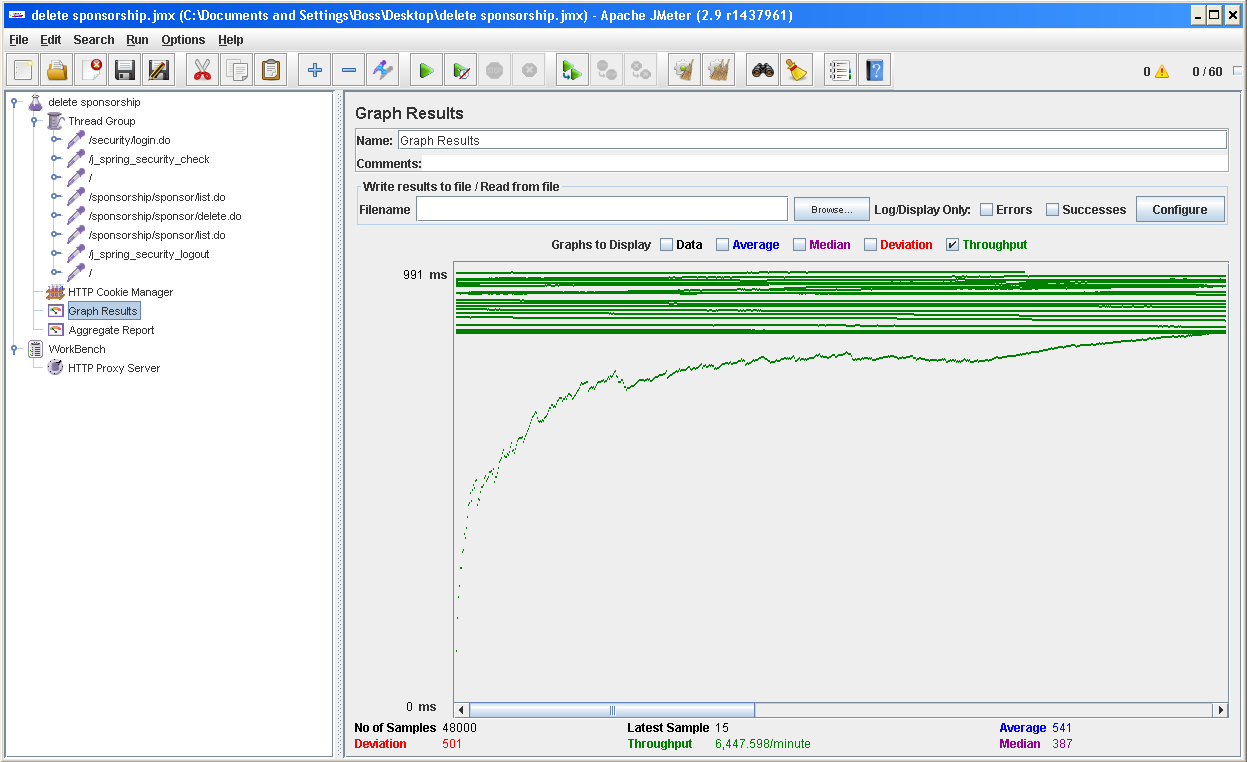 delete sponsorship.jmx (C:\Documents and Settings\Boss\Desktop\delete sponsorship.jmx) - Apache JMeter (2.9 r1437961)
File Edit Search Run Options Help
0 0 / 60
delete sponsorship
Thread Group
/security/login.do
/j_spring_security_check
/
/sponsorship/sponsor/list.do
/sponsorship/sponsor/delete.do
/sponsorship/sponsor/list.do
/j_spring_security_logout
/
HTTP Cookie Manager
Graph Results
Aggregate Report
WorkBench
HTTP Proxy Server
Graph Results
Name: Graph Results
Comments:
Write results to file / Read from file
Filename Browse... Log/Display Only: Errors Successes Configure
Graphs to Display Data Average Median Deviation Throughput
991 ms
0 ms
No of Samples 48000 Latest Sample 15 Average 541
Deviation 501 Throughput 6,447.598/minute Median 387